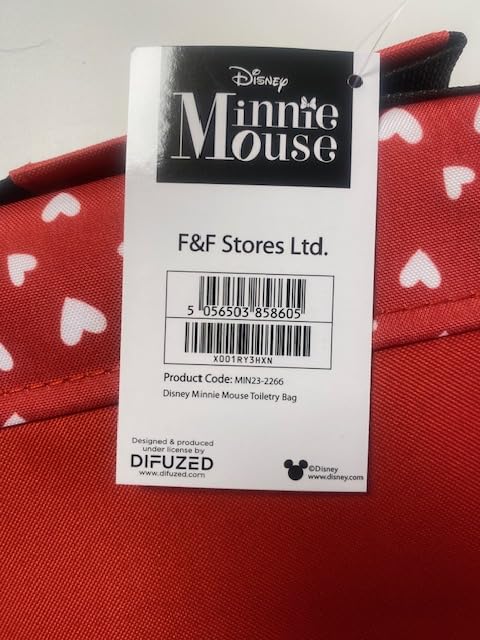 Disney
Minnie
Mouse
F&F Stores Ltd.
5 056503 858605
X001RY3HXN
Product Code: MIN23-2266
Disney Minnie Mouse Toiletry Bag
Designed & produced
under license by
DIFUZED
www.difuzed.com
©Disney
www.disney.com